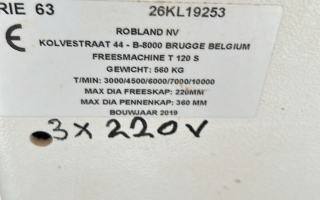 RIE 63 26KL19253
CE
ROBLAND NV
KOLVESTRAAT 44 - B-8000 BRUGGE BELGIUM
FREESMACHINE T 120 S
GEWICHT: 560 KG
T/MIN: 3000/4500/6000/7000/10000
MAX DIA FREESKAP: 220MM
MAX DIA PENNENKAP: 360 MM
BOUWJAAR 2019
3 x 220 V